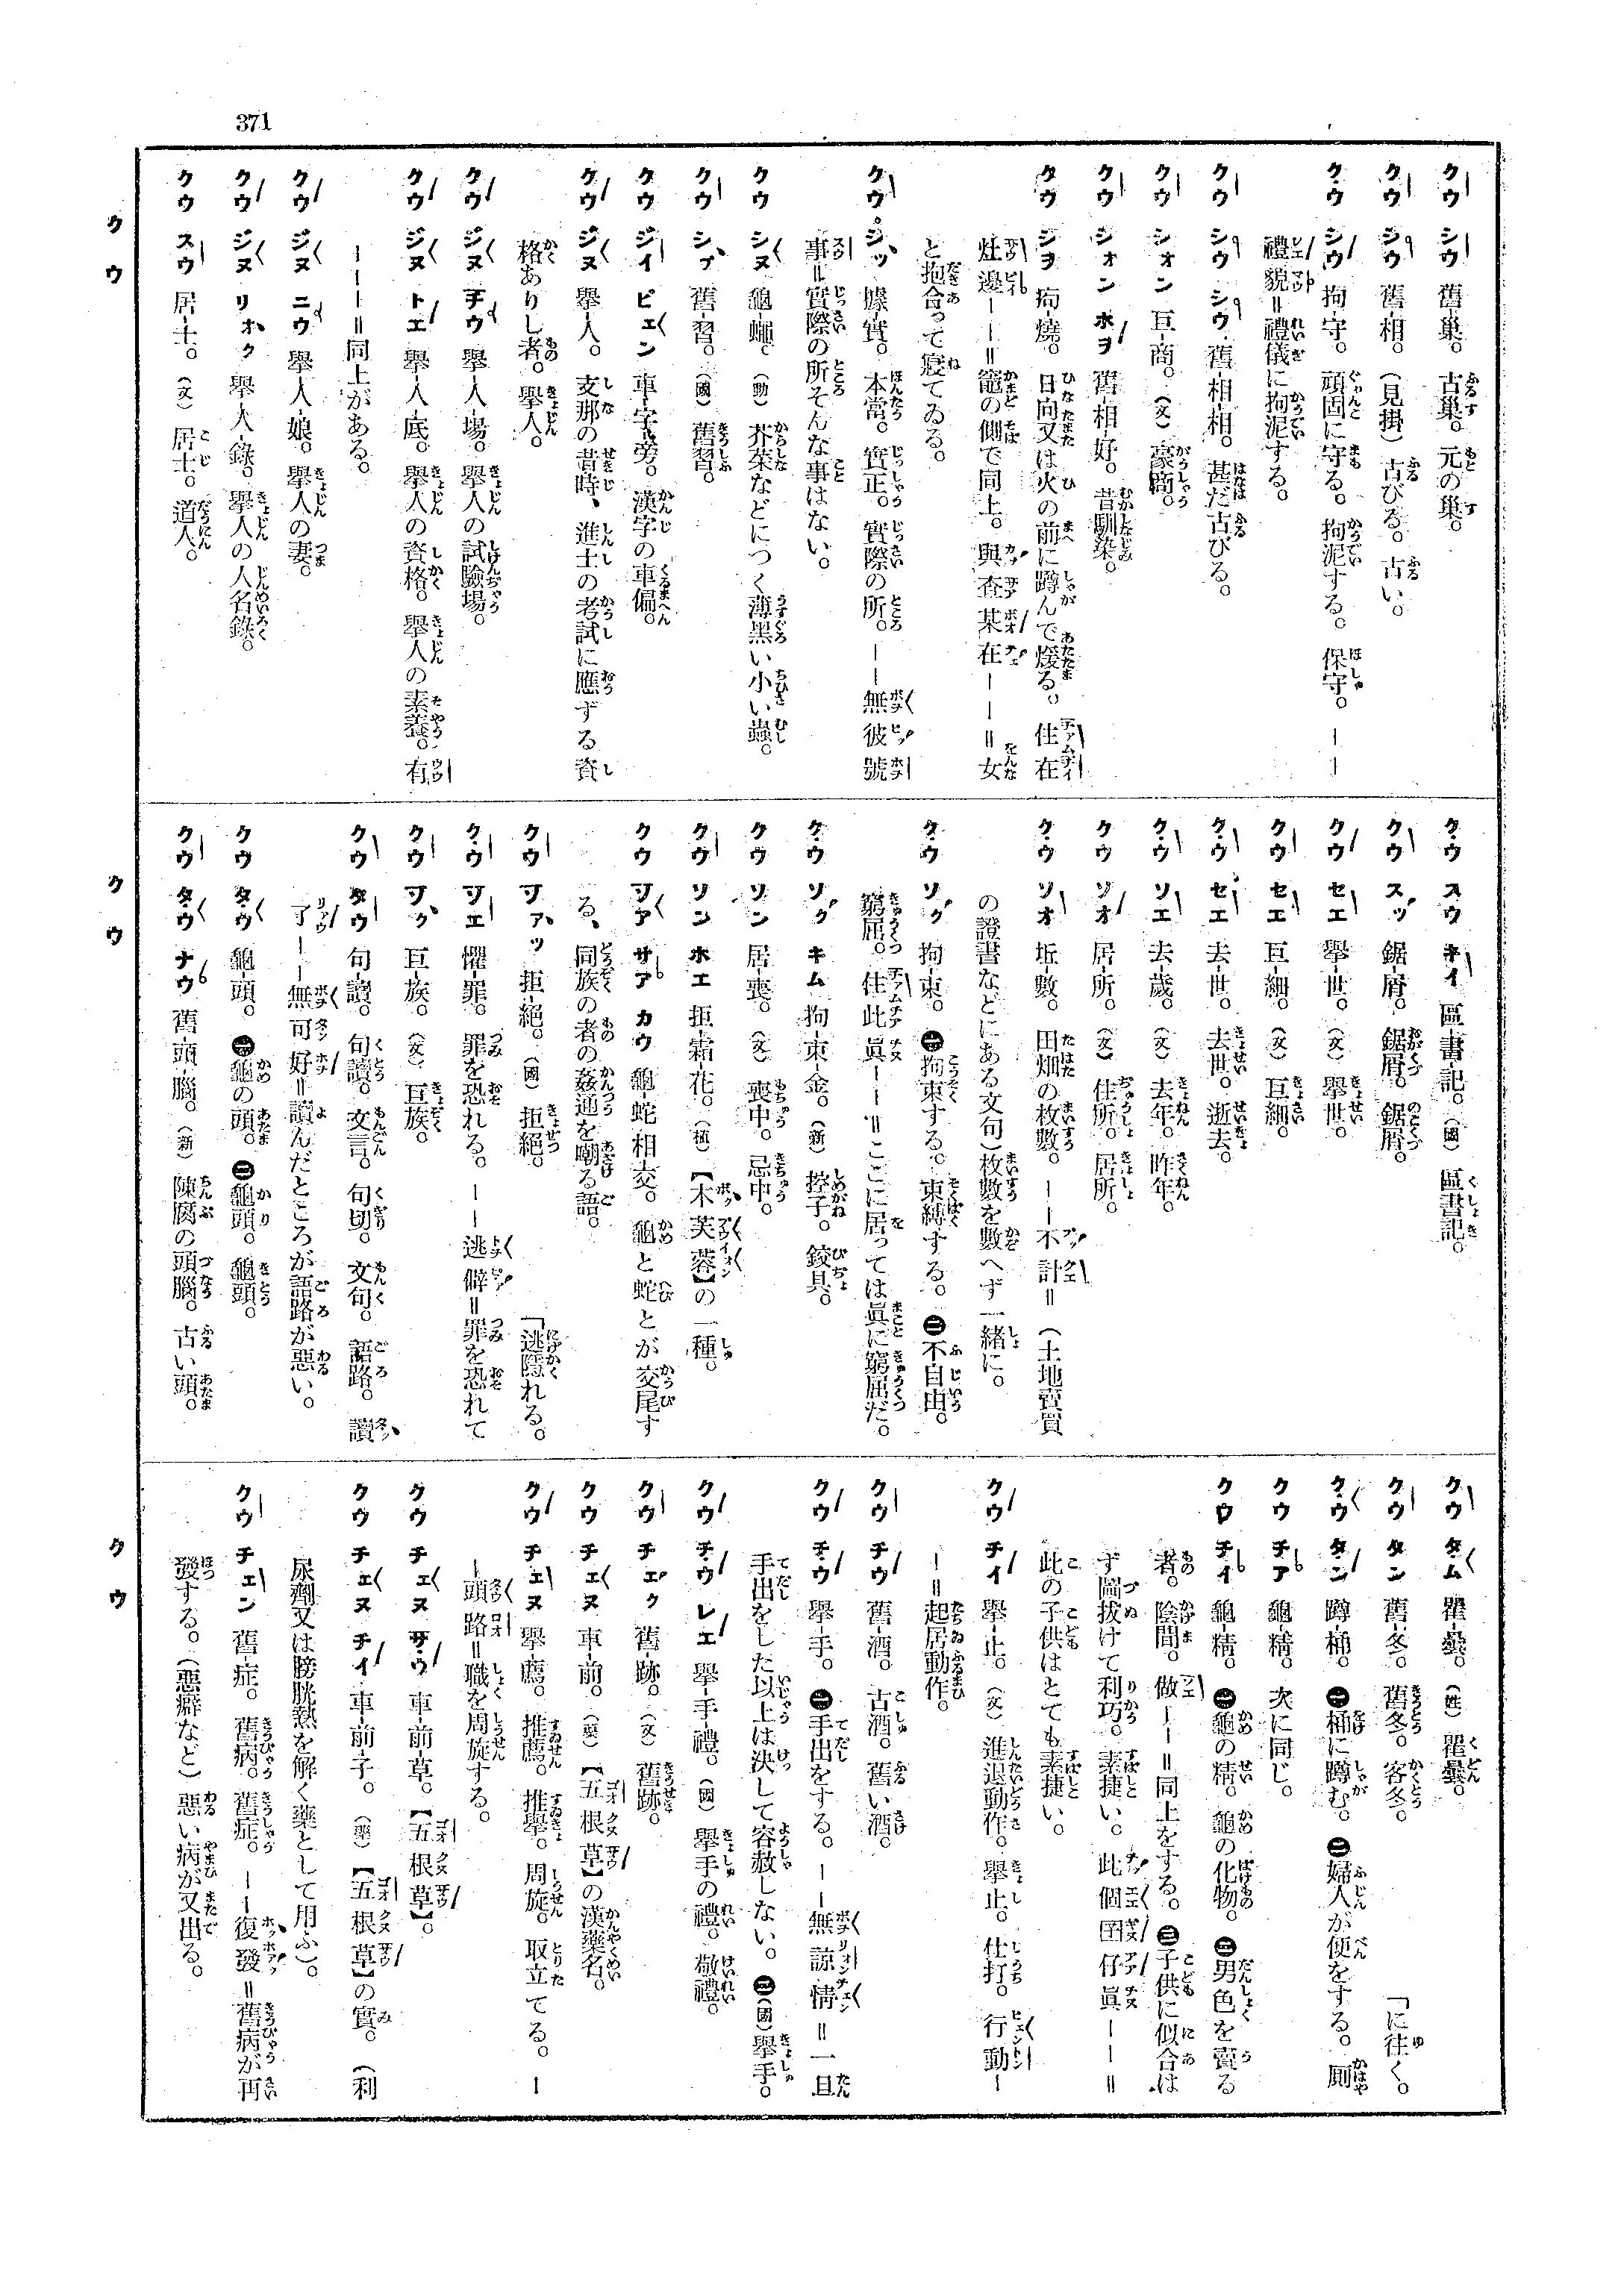 371
クウ シウ 舊-巢。古巢。元の巢。
クウ シウ 舊-相。（見掛）古びる。古い。
クウ シウ 拘-守。頑固に守る。拘泥する。保守。――
禮貌＝禮儀に拘泥する。
クウ シウ シウ 舊-相-相。甚だ古びる。
クウ シォン 巨-商。（文）豪商。
クウ シォン ホヲ 舊-相-好。昔馴染。
クウ シヲ 痀-燒。日向又は火の前に蹲んで煖る。住在
灶邊――＝竈の側で同上。與查某在――＝女
と抱合って寢てゐる。
クウ シッ 據-實。本當。實正。實際の所。――無彼號
事＝實際の所そんな事はない。
クウ シヌ 龜-蠅。（動）芥菜などにつく薄黑い小い蟲。
クウ シプ 舊-習。（國）舊習。
クウ ジイ ピェン 車-字-旁。漢字の車偏。
クウ ジヌ 擧-人。支那の昔時、進士の考試に應ずる資
格ありし者。擧人。
クウ ジヌ チウ 擧-人-場。擧人の試驗場。
クウ ジヌ トエ 擧-人-底。擧人の資格。擧人の素養。有
―――＝同上がある。
クウ ジヌ ニウ 擧-人-娘。擧人の妻。
クウ ジヌ リォク 擧-人-錄。擧人の人名錄。
クウ スウ 居-士。（文）居士。道人。
クウ
クウ スウ キイ 區-書-記。（國）區書記。
クウ スッ 鋸-屑。鋸屑。鋸屑。
クウ セエ 擧-世。（文）擧世。
クウ セエ 巨-細。（文）巨細。
クウ セエ 去-世。去世。逝去。
クウ ソエ 去-歲。（文）去年。昨年。
クウ ソオ 居-所。（文）住所。居所。
クウ ソオ 坵-數。田畑の枚數。――不計＝（土地賣買
の證書などにある文句）枚數を數へず一緒に。
クウ ソク 拘-束。㊀拘束する。束縛する。㊁不自由。
窮屈。住此眞――＝ここに居っては眞に窮屈だ。
クウ ソク キム 拘-束-金。（新）控子。鉸具。
クウ ソン 居-喪。（文）喪中。忌中。
クウ ソン ホエ 拒-霜-花。（植）【木芙蓉】の一種。
クウ ツァ サア カウ 龜-蛇-相-交。龜と蛇とが交尾す
る、同族の者の姦通を嘲る語。
クウ ツァッ 拒-絕。（國）拒絕。
クウ ツエ 懼-罪。罪を恐れる。――逃僻＝罪を恐れて
「逃隱れる。
クウ ツク 巨-族。（文）巨族。
クウ タウ 句-讀。句讀。文言。句切。文句。語路。讀
了――無可好＝讀んだところが語路が惡い。
クウ タウ 龜-頭。㊀龜の頭。㊁龜頭。龜頭。
クウ タウ ナウ 舊-頭-腦。（新）陳腐の頭腦。古い頭。
クウ
クウ タム 瞿-曇。（姓）瞿曇。
クウ タン 舊-冬。舊冬。客冬。
「に往く。
クウ タン 蹲-桶。㊀桶に蹲む。㊁婦人が便をする。厠
クウ チア 龜-精。次に同じ。
クウ チイ 龜-精。㊀龜の精。龜の化物。㊁男色を賣る
者。陰間。做――＝同上をする。㊂子供に似合は
ず圖拔けて利巧。素捷い。此個囝仔眞――＝
此の子供はとても素捷い。
クウ チイ 擧-止。（文）進退動作。擧止。仕打。行動―
―＝起居動作。
クウ チウ 舊-酒。古酒。舊い酒。
クウ チウ 擧-手。㊀手出をする。――無諒情＝一旦
手出をした以上は決して容赦しない。㊁（國）擧手。
クウ チウ レエ 擧-手-禮。（國）擧手の禮。敬禮。
クウ チェク 舊-跡。（文）舊跡。
クウ チェヌ 車-前。（藥）【五根草】の漢藥名。
クウ チェヌ 擧-薦。推薦。推擧。周旋。取立てる。―
―頭路＝職を周旋する。
クウ チェヌ サウ 車-前-草。【五根草】。
クウ チェヌ チイ 車-前-子。（藥）【五根草】の實。（利
尿劑又は膀胱熱を解く藥として用ふ）。
クウ チェン 舊-症。舊病。舊症。――復發＝舊病が再
發する。（惡癖など）惡い病が又出る。
クウ